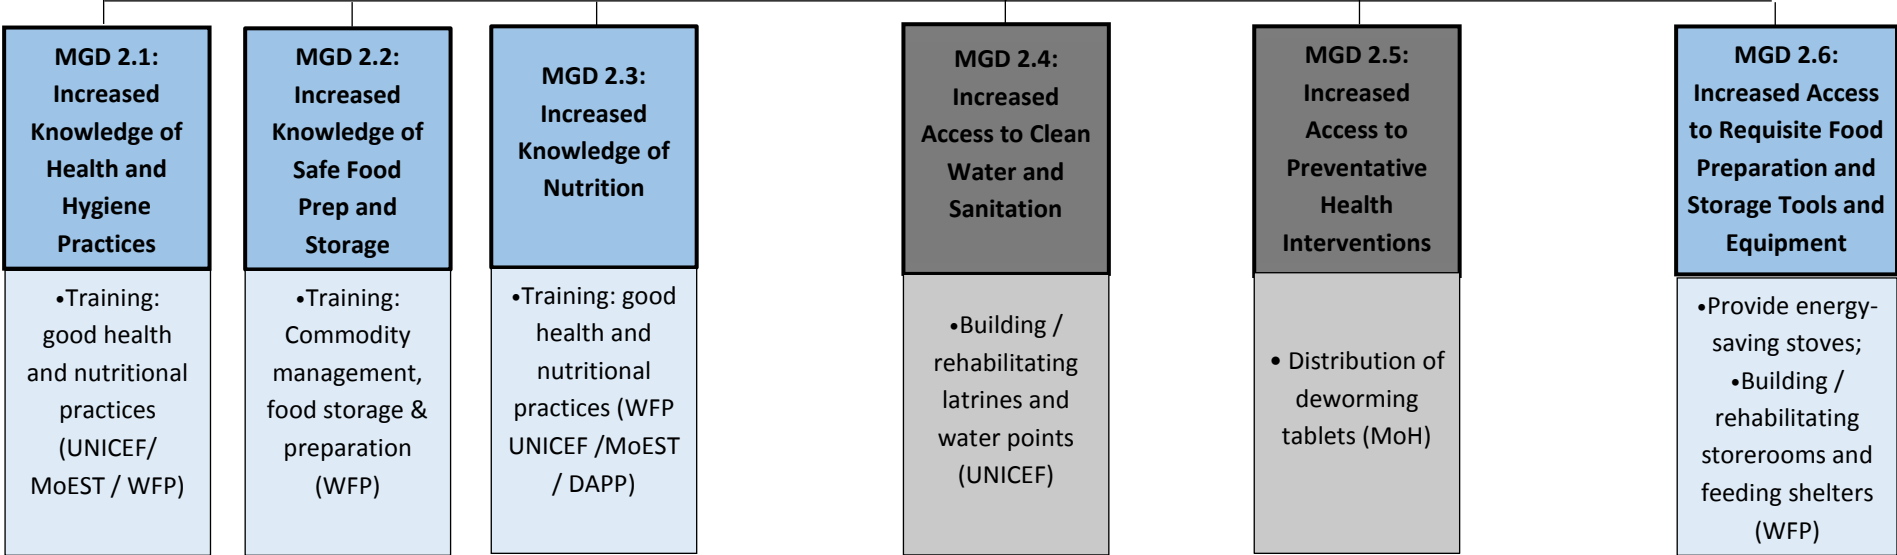 MGD 2.1:
Increased
Knowledge of
Health and
Hygiene
Practices
•Training:
good health
and nutritional
practices
(UNICEF/
MoEST / WFP)
MGD 2.2:
Increased
Knowledge of
Safe Food
Prep and
Storage
•Training:
Commodity
management,
food storage &
preparation
(WFP)
MGD 2.3:
Increased
Knowledge of
Nutrition
•Training: good
health and
nutritional
practices (WFP
UNICEF /MoEST
/ DAPP)
MGD 2.4:
Increased
Access to Clean
Water and
Sanitation
•Building /
rehabilitating
latrines and
water points
(UNICEF)
MGD 2.5:
Increased
Access to
Preventative
Health
Interventions
• Distribution of
deworming
tablets (MoH)
MGD 2.6:
Increased Access
to Requisite Food
Preparation and
Storage Tools and
Equipment
•Provide energy-
saving stoves;
•Building /
rehabilitating
storerooms and
feeding shelters
(WFP)